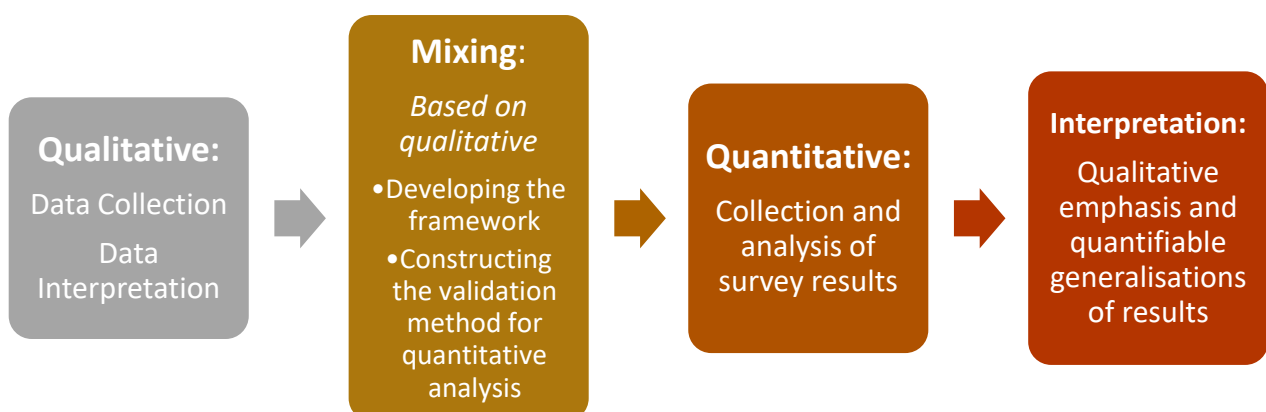 Qualitative:
Data Collection
Data
Interpretation
Mixing:
Based on
qualitative
•Developing the
framework
•Constructing
the validation
method for
quantitative
analysis
Quantitative:
Collection and
analysis of
survey results
Interpretation:
Qualitative
emphasis and
quantifiable
generalisations
of results